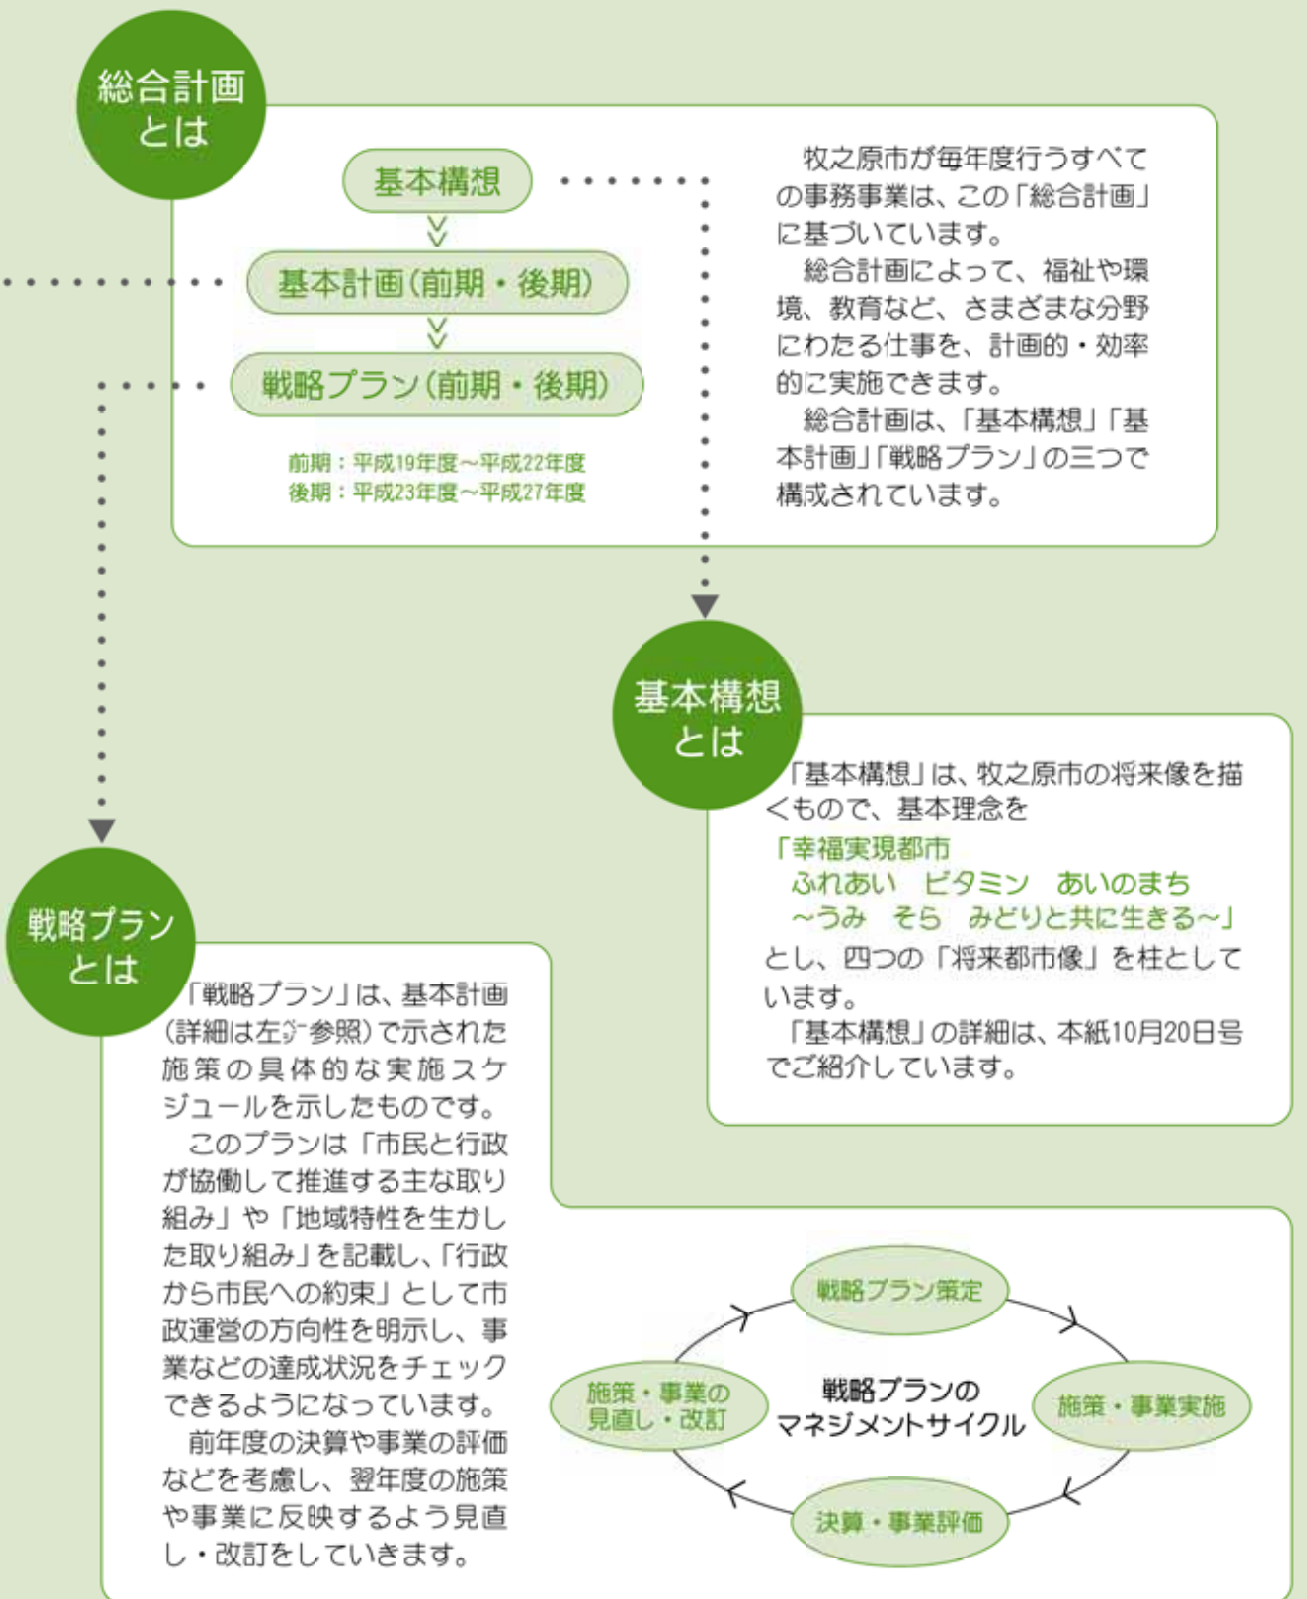 総合計画
とは
基本構想
基本計画(前期・後期)
戦略プラン(前期・後期)
前期：平成19年度～平成22年度
後期：平成23年度～平成27年度
牧之原市が毎年度行うすべて
の事務事業は、この「総合計画」
に基づいています。
総合計画によって、福祉や環
境、教育など、さまざまな分野
にわたる仕事を、計画的・効率
的に実施できます。
総合計画は、「基本構想」「基
本計画」「戦略プラン」の三つで
構成されています。
基本構想
とは
「基本構想」は、牧之原市の将来像を描
くもので、基本理念を
「幸福実現都市
ふれあい　ビタミン　あいのまち
～うみ　そら　みどりと共に生きる～」
とし、四つの「将来都市像」を柱として
います。
「基本構想」の詳細は、本紙10月20日号
でご紹介しています。
戦略プラン
とは
「戦略プラン」は、基本計画
(詳細は左㌻参照)で示された
施策の具体的な実施スケ
ジュールを示したものです。
このプランは「市民と行政
が協働して推進する主な取り
組み」や「地域特性を生かし
た取り組み」を記載し、「行政
から市民への約束」として市
政運営の方向性を明示し、事
業などの達成状況をチェック
できるようになっています。
前年度の決算や事業の評価
などを考慮し、翌年度の施策
や事業に反映するよう見直
し・改訂をしていきます。
戦略プラン策定
施策・事業の
見直し・改訂
戦略プランの
マネジメントサイクル
施策・事業実施
決算・事業評価